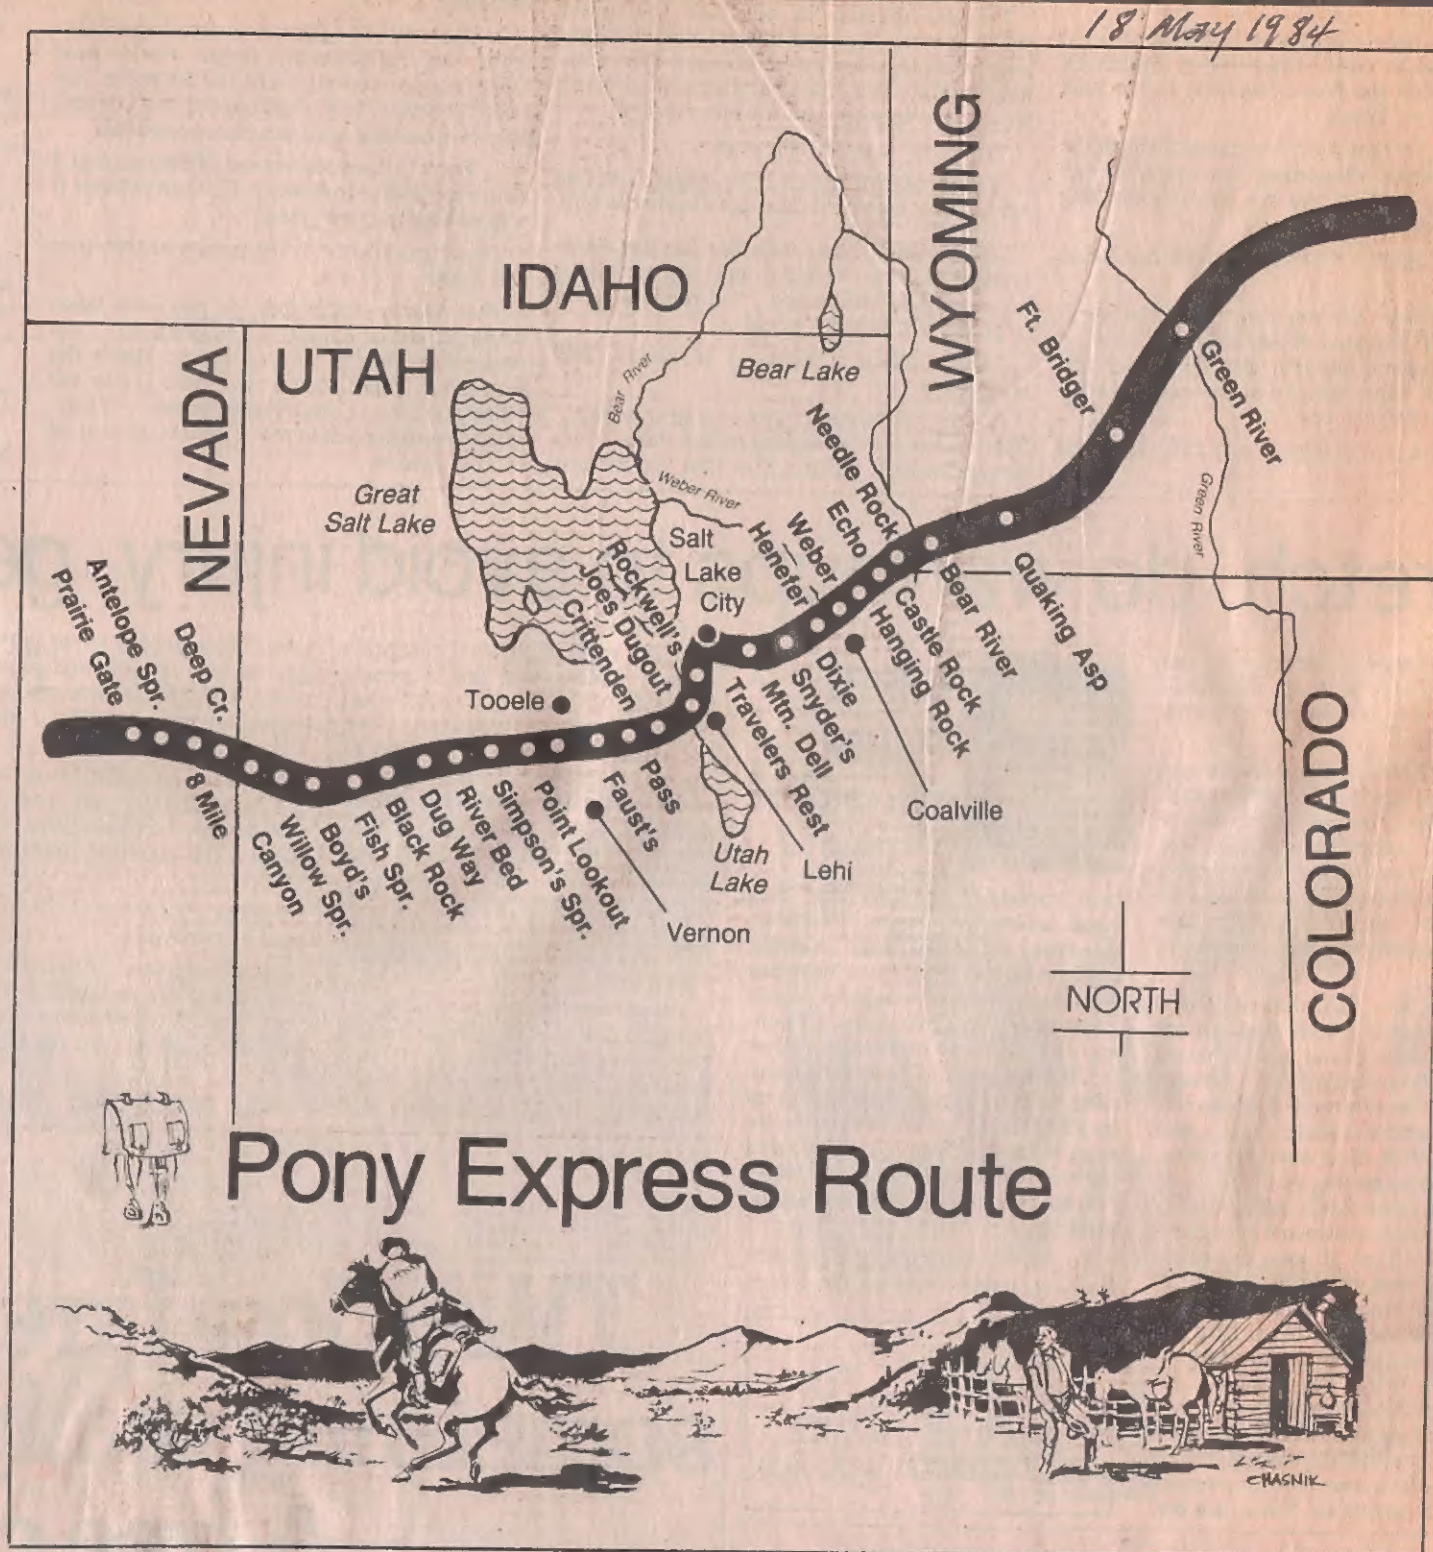 18 May 1984
WYOMING
IDAHO
NEVADA
UTAH
Bear River
Bear Lake
Ft. Bridger
Green River
Green River
Great
Salt Lake
Weber River
Needle Rock
Echo
Weber
Henefer
Salt
Lake
City
Rockwell's
Joes Dugout
Crittenden
Quaking Asp
Bear River
Castle Rock
Hanging Rock
Dixie
Snyder's
Mtn. Dell
Travelers Rest
Antelope Spr.
Prairie Gate
Deep Cr.
8 Mile
Tooele
Canyon
Willow Spr.
Boyd's
Fish Spr.
Black Rock
Dug Way
River Bed
Simpson's Spr.
Point Lookout
Faust's
Pass
Utah
Lake
Lehi
Coalville
Vernon
COLORADO
NORTH
Pony Express Route
CHASNIK